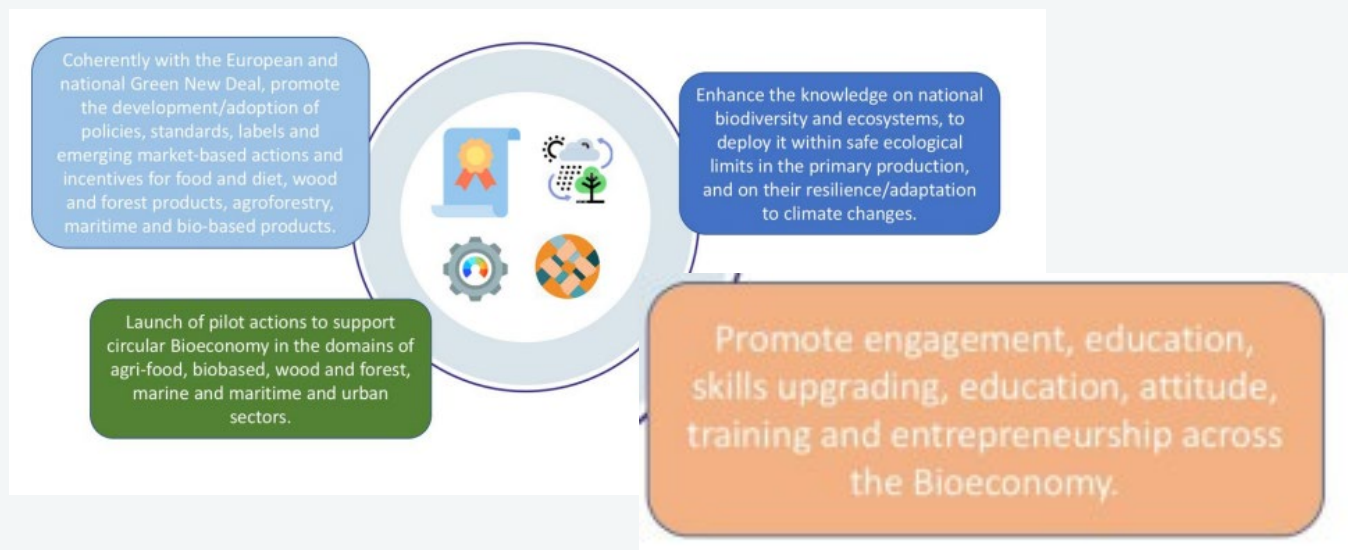 Coherently with the European and
national Green New Deal, promote
the development/adoption of
policies, standards, labels and
emerging market-based actions and
incentives for food and diet, wood
and forest products, agroforestry,
maritime and bio-based products.
Enhance the knowledge on national
biodiversity and ecosystems, to
deploy it within safe ecological
limits in the primary production,
and on their resilience/adaptation
to climate changes.
Launch of pilot actions to support
circular Bioeconomy in the domains of
agri-food, biobased, wood and forest,
marine and maritime and urban
sectors.
Promote engagement, education,
skills upgrading, education, attitude,
training and entrepreneurship across
the Bioeconomy.